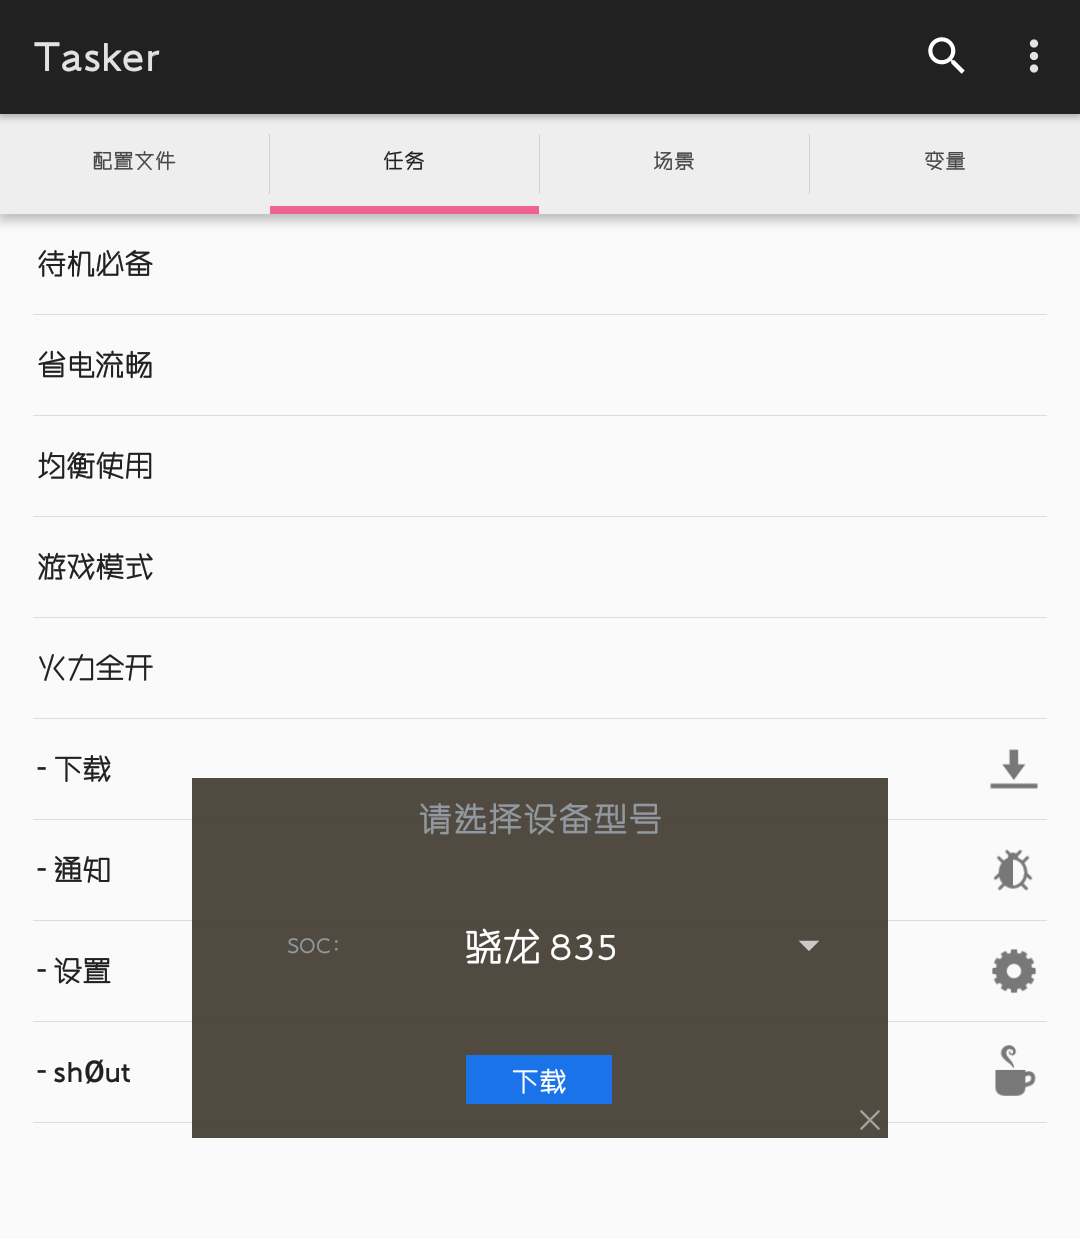 Tasker
配置文件 任务 场景 变量
待机必备
省电流畅
均衡使用
游戏模式
火力全开
- 下载
请选择设备型号
- 通知
SOC: 骁龙 835
- 设置
- shØut
下载